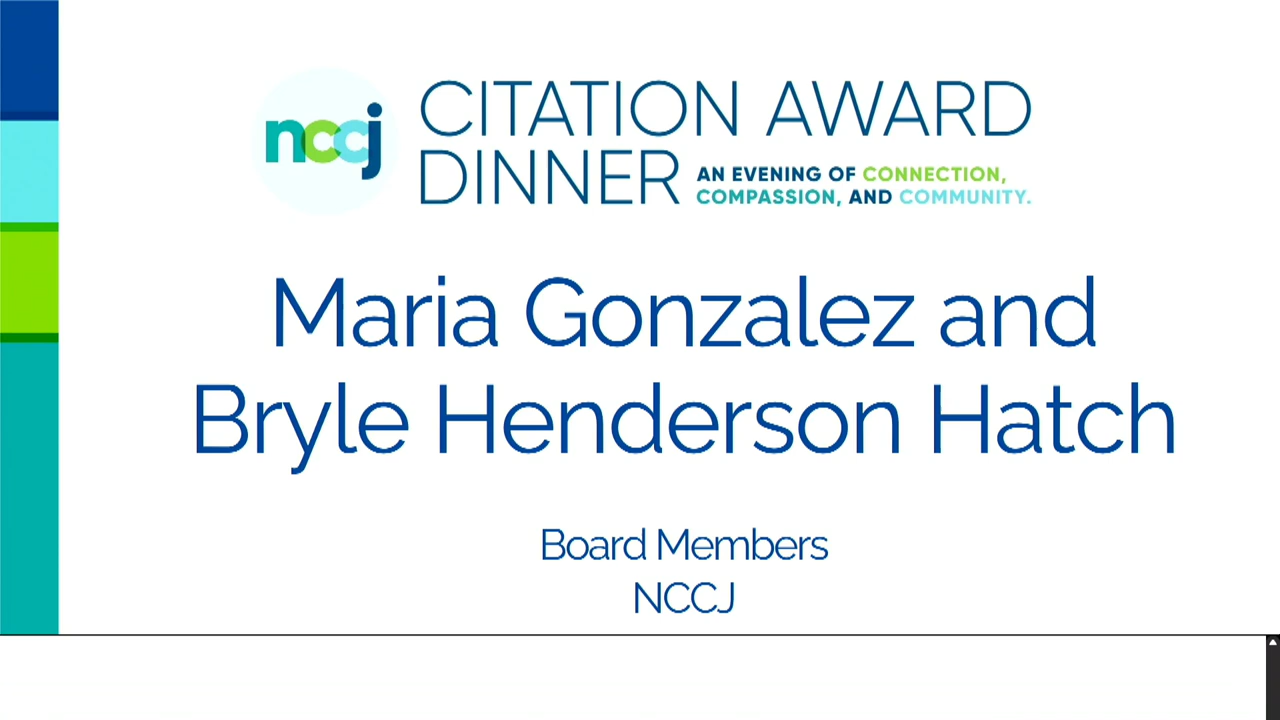 nccj
CITATION AWARD
DINNER
AN EVENING OF CONNECTION,
COMPASSION, AND COMMUNITY.
Maria Gonzalez and
Bryle Henderson Hatch
Board Members
NCCJ